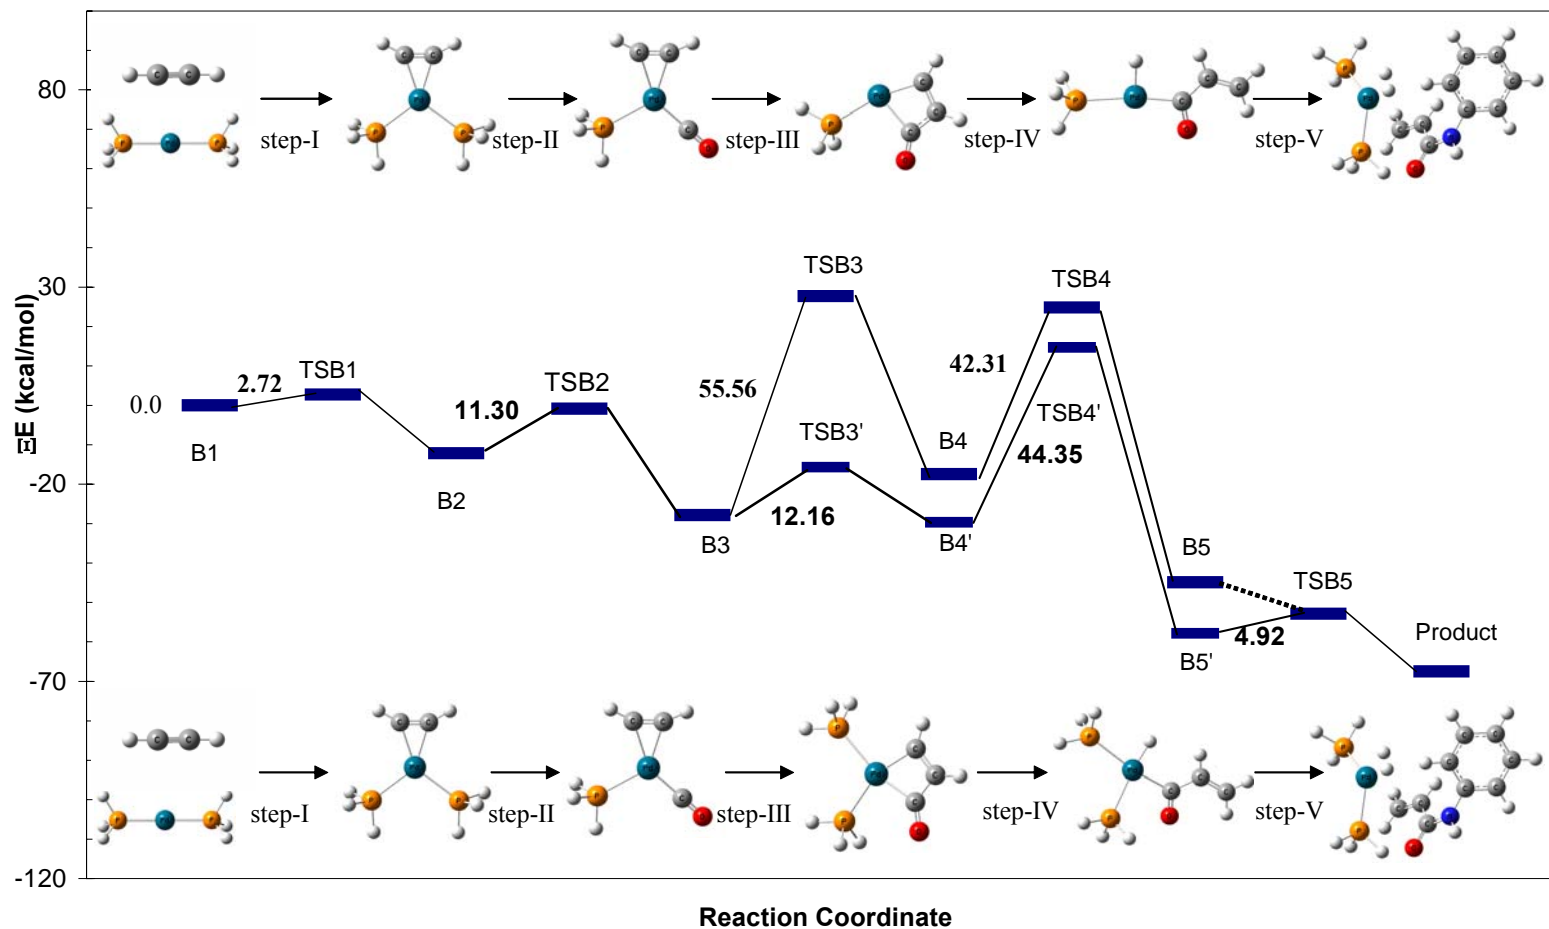 80
30
-20
-70
-120
ΞE (kcal/mol)
Reaction Coordinate
step-I
step-II
step-III
step-IV
step-V
TSB3
TSB4
55.56
42.31
0.0
2.72
TSB1
11.30
TSB2
TSB3'
TSB4'
B4
44.35
B1
B2
B3
12.16
B4'
B5
TSB5
B5'
4.92
Product
step-I
step-II
step-III
step-IV
step-V